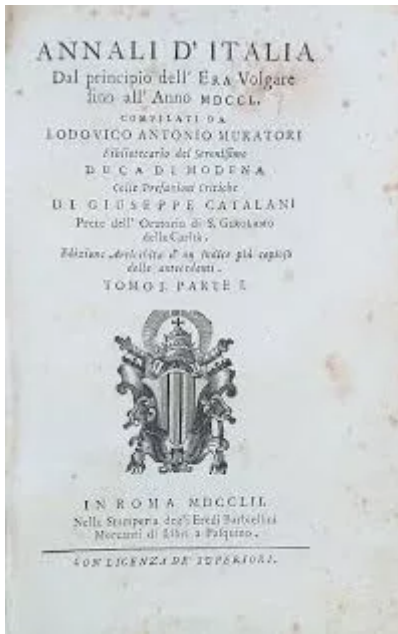 ANNALI D' ITALIA
Dal principio dell' ERA Volgare
sino all' Anno MDCCL.
COMPILATI DA
LODOVICO ANTONIO MURATORI
Bibliotecario del Serenissimo
DUCA DI MODENA
Colle Prefazioni Critiche
DI GIUSEPPE CATALANI
Prete dell' Oratorio di S. GIROLAMO
della Carità.
Edizione Arricchita d' un Indice più copioso
delle antecedenti.
TOMO I. PARTE I.
IN ROMA MDCCLII.
Nella Stamperia degl' Eredi Barbiellini
Mercanti di Libri a Pasquino.
CON LICENZA DE' SUPERIORI.